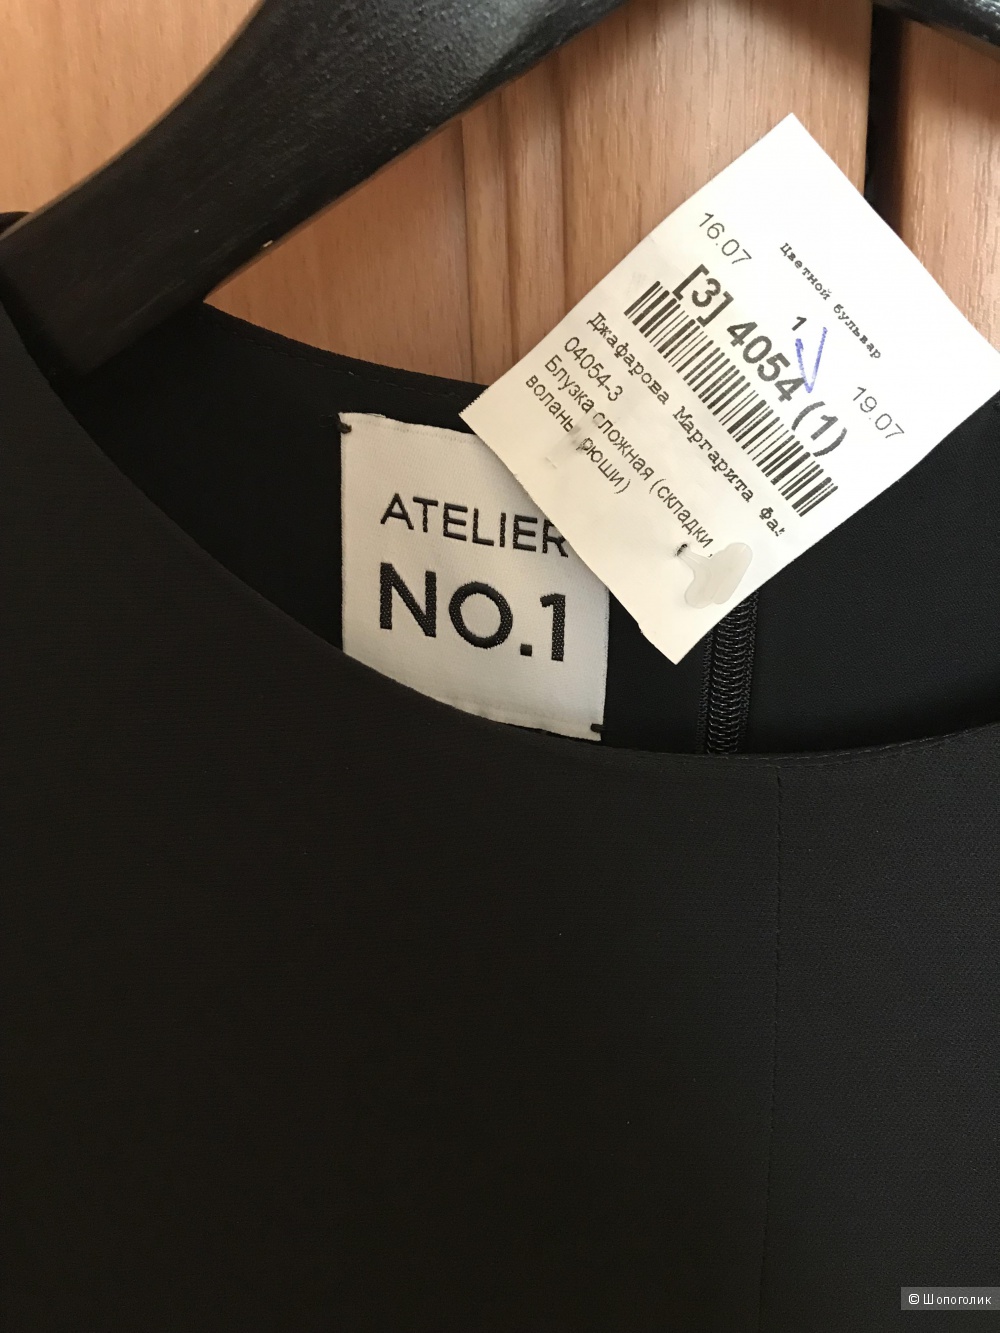 ATELIER
NO.1
16.07
Цветной бульвар
1
[3] 4054 (1)
19.07
Джафарова Маргарита
04054-3
Блузка сложная (складки,
рюши)
© Шопоголик